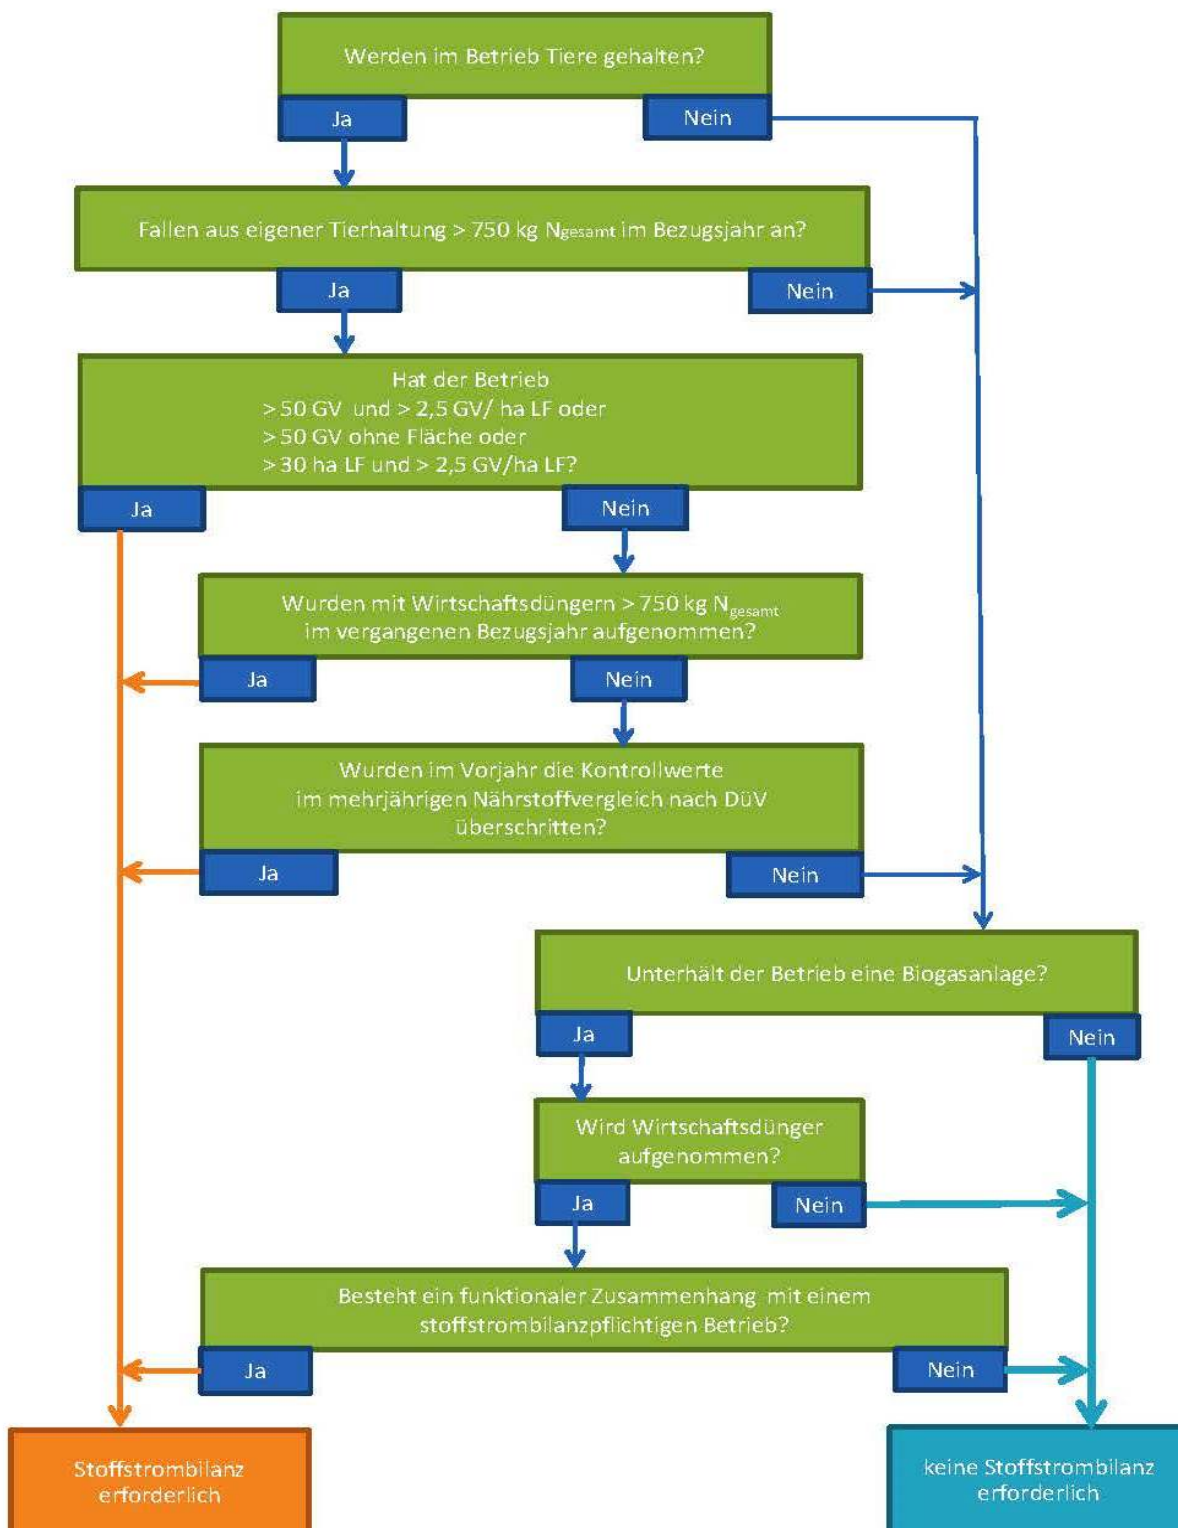 Werden im Betrieb Tiere gehalten?
Ja
Nein
Fallen aus eigener Tierhaltung > 750 kg Ngesamt im Bezugsjahr an?
Ja
Nein
Hat der Betrieb
> 50 GV und > 2,5 GV/ ha LF oder
> 50 GV ohne Fläche oder
> 30 ha LF und > 2,5 GV/ha LF?
Ja
Nein
Wurden mit Wirtschaftsdüngern > 750 kg Ngesamt
im vergangenen Bezugsjahr aufgenommen?
Ja
Nein
Wurden im Vorjahr die Kontrollwerte
im mehrjährigen Nährstoffvergleich nach DüV
überschritten?
Ja
Nein
Unterhält der Betrieb eine Biogasanlage?
Ja
Nein
Wird Wirtschaftsdünger
aufgenommen?
Ja
Nein
Besteht ein funktionaler Zusammenhang mit einem
stoffstrombilanzpflichtigen Betrieb?
Ja
Nein
Stoffstrombilanz
erforderlich
keine Stoffstrombilanz
erforderlich